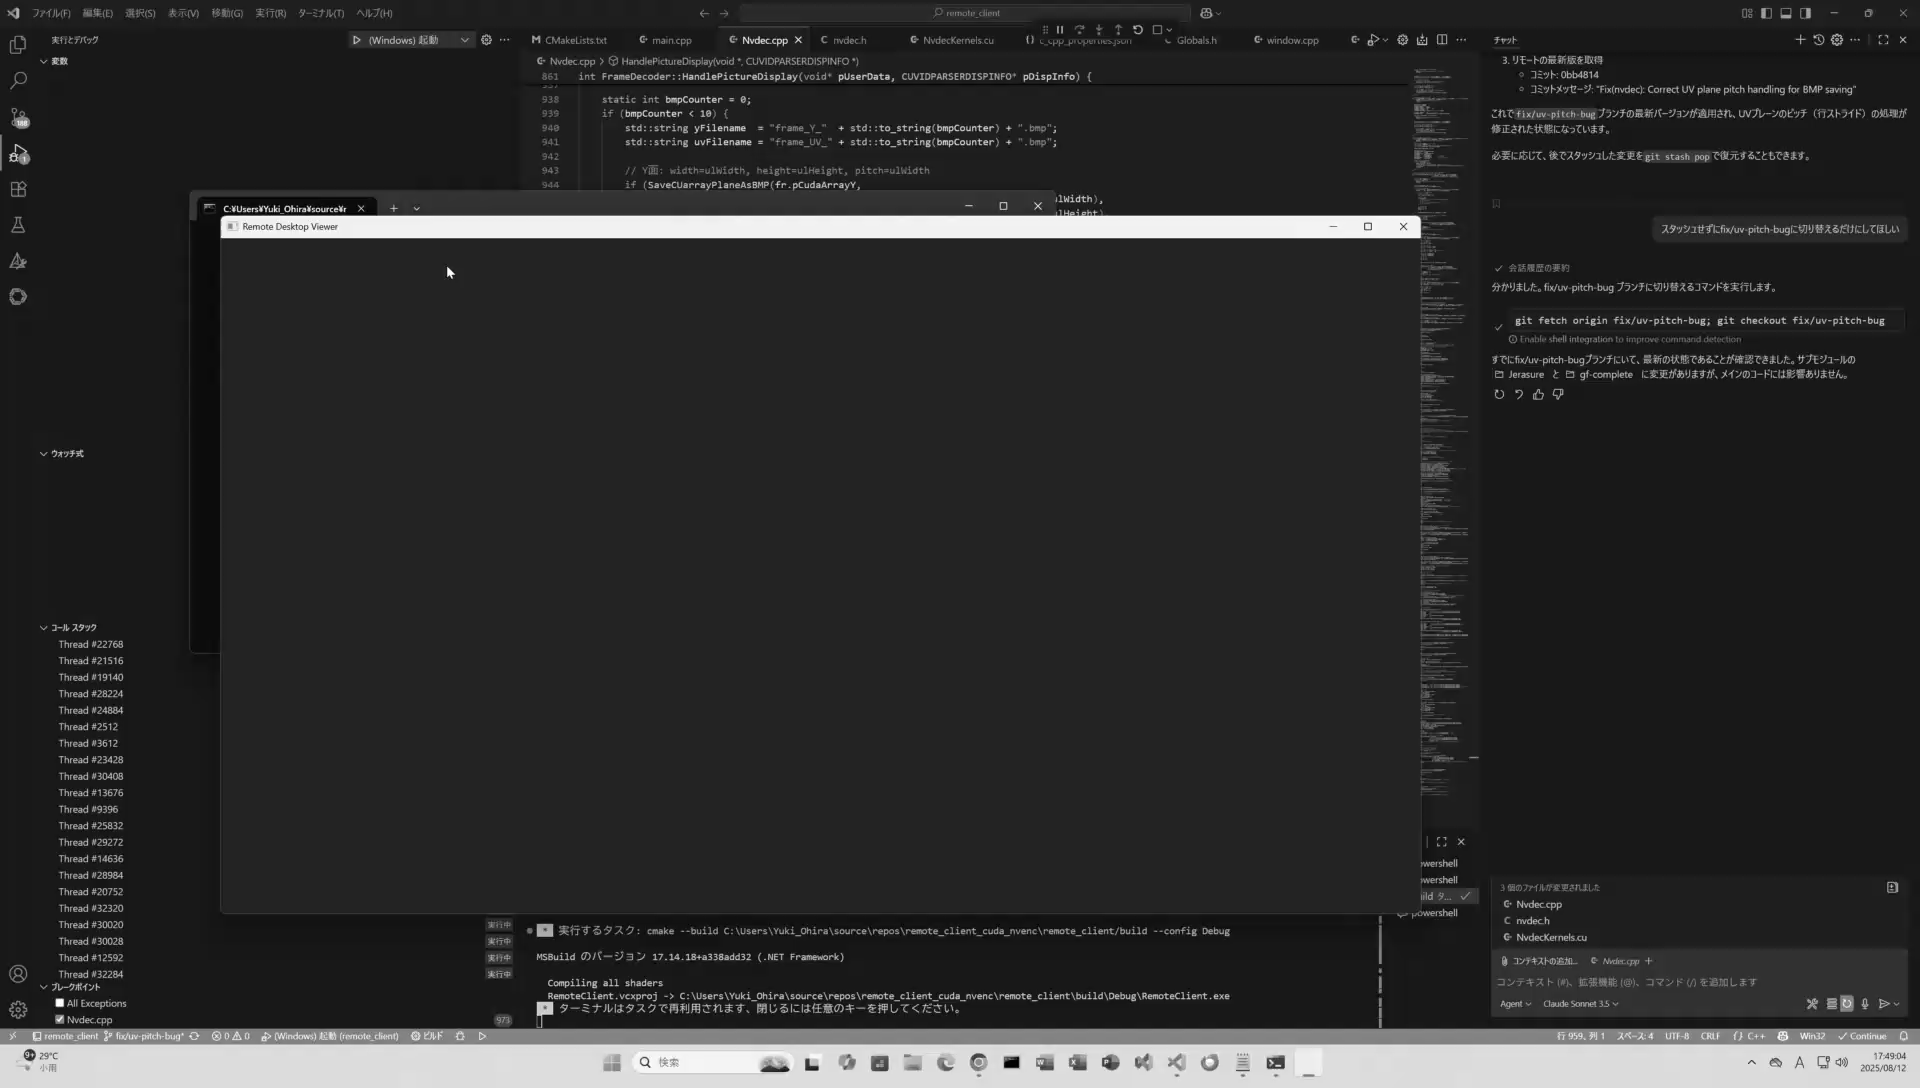 ファイル(F) 編集(E) 選択(S) 表示(V) 移動(G) 実行(R) ターミナル(T) ヘルプ(H)
remote_client
実行とデバッグ
(Windows) 起動
CMakeLists.txt
main.cpp
Nvdec.cpp
nvdec.h
NvdecKernels.cu
c_cpp_properties.json
Globals.h
window.cpp
変数
Nvdec.cpp > HandlePictureDisplay(void *, CUVIDPARSERDISPINFO *)
861 int FrameDecoder::HandlePictureDisplay(void* pUserData, CUVIDPARSERDISPINFO* pDispInfo) {
938 static int bmpCounter = 0;
939 if (bmpCounter < 10) {
940 std::string yFilename = "frame_Y_" + std::to_string(bmpCounter) + ".bmp";
941 std::string uvFilename = "frame_UV_" + std::to_string(bmpCounter) + ".bmp";
942
943 // Y面: width=ulWidth, height=ulHeight, pitch=ulWidth
944 if (SaveCUarrayPlaneAsBMP(fr.pCudaArrayY,
ulWidth),
ulHeight),
C:¥Users¥Yuki_Ohira¥source¥r
Remote Desktop Viewer
ウォッチ式
コール スタック
Thread #22768
Thread #21516
Thread #19140
Thread #28224
Thread #24884
Thread #2512
Thread #3612
Thread #23428
Thread #30408
Thread #13676
Thread #9396
Thread #25832
Thread #29272
Thread #14636
Thread #28984
Thread #20752
Thread #32320
Thread #30020 実行中
Thread #30028 実行中
Thread #12592 実行中
Thread #32284 実行中
ブレークポイント
All Exceptions
Nvdec.cpp 973
powershell
powershell
ild タ...
powershell
* 実行するタスク: cmake --build C:\Users\Yuki_Ohira\source\repos\remote_client_cuda_nvenc\remote_client/build --config Debug
MSBuild のバージョン 17.14.18+a338add32 (.NET Framework)
Compiling all shaders
RemoteClient.vcxproj -> C:\Users\Yuki_Ohira\source\repos\remote_client_cuda_nvenc\remote_client\build\Debug\RemoteClient.exe
* ターミナルはタスクで再利用されます、閉じるには任意のキーを押してください。
チャット
3. リモートの最新版を取得
コミット: 0bb4814
コミットメッセージ: "Fix(nvdec): Correct UV plane pitch handling for BMP saving"
これでfix/uv-pitch-bugブランチの最新バージョンが適用され、UVプレーンのピッチ（行ストライド）の処理が
修正された状態になっています。
必要に応じて、後でスタッシュした変更をgit stash popで復元することもできます。
スタッシュせずにfix/uv-pitch-bugに切り替えるだけにしてほしい
会話履歴の要約
分かりました。fix/uv-pitch-bug ブランチに切り替えるコマンドを実行します。
git fetch origin fix/uv-pitch-bug; git checkout fix/uv-pitch-bug
Enable shell integration to improve command detection
すでにfix/uv-pitch-bugブランチにいて、最新の状態であることが確認できました。サブモジュールの
Jerasure と gf-complete に変更がありますが、メインのコードには影響ありません。
3 個のファイルが変更されました
Nvdec.cpp
nvdec.h
NvdecKernels.cu
コンテキストの追加... Nvdec.cpp +
コンテキスト (#)、拡張機能 (@)、コマンド (/) を追加します
Agent Claude Sonnet 3.5
188
1
remote_client fix/uv-pitch-bug* 0 0 (Windows) 起動 (remote_client) ビルド
行 959、列 1 スペース: 4 UTF-8 CRLF C++ Win32 Continue
9+ 29°C
小雨
検索
A 17:49:04
2025/08/12